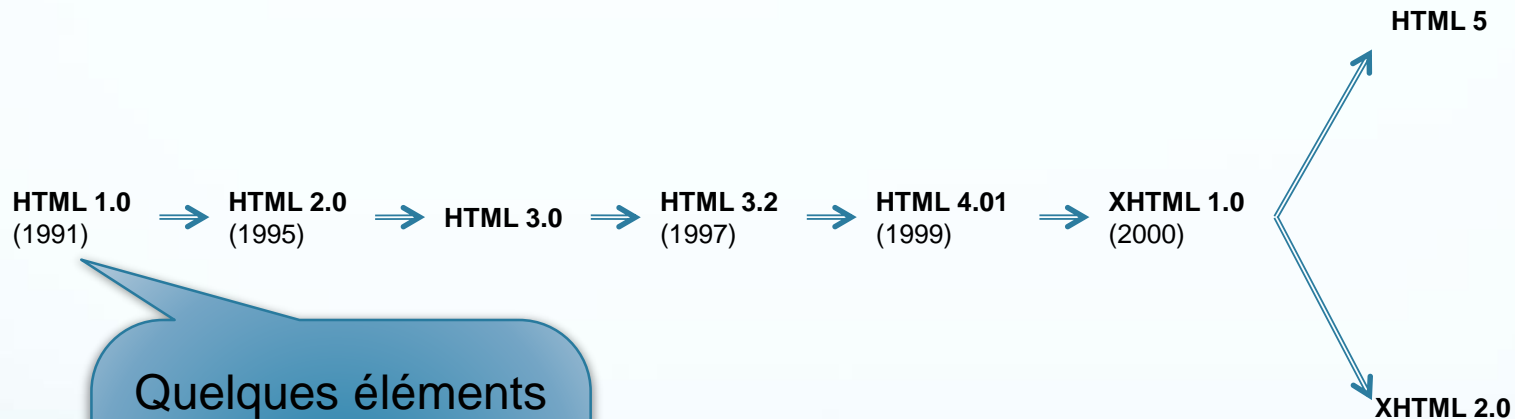 HTML 5
HTML 1.0
(1991)
HTML 2.0
(1995)
HTML 3.0
HTML 3.2
(1997)
HTML 4.01
(1999)
XHTML 1.0
(2000)
Quelques éléments
XHTML 2.0